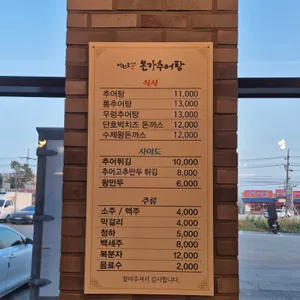 본가추어탕
식사
추어탕 11,000
통추어탕 13,000
우렁추어탕 13,000
단호박치즈 돈까스 12,000
수제왕돈까스 12,000
사이드
추어튀김 10,000
추어고추만두 튀김 8,000
왕만두 6,000
주류
소주 / 맥주 4,000
막걸리 4,000
청하 5,000
백세주 8,000
복분자 12,000
음료수 2,000
찾아주셔서 감사합니다.